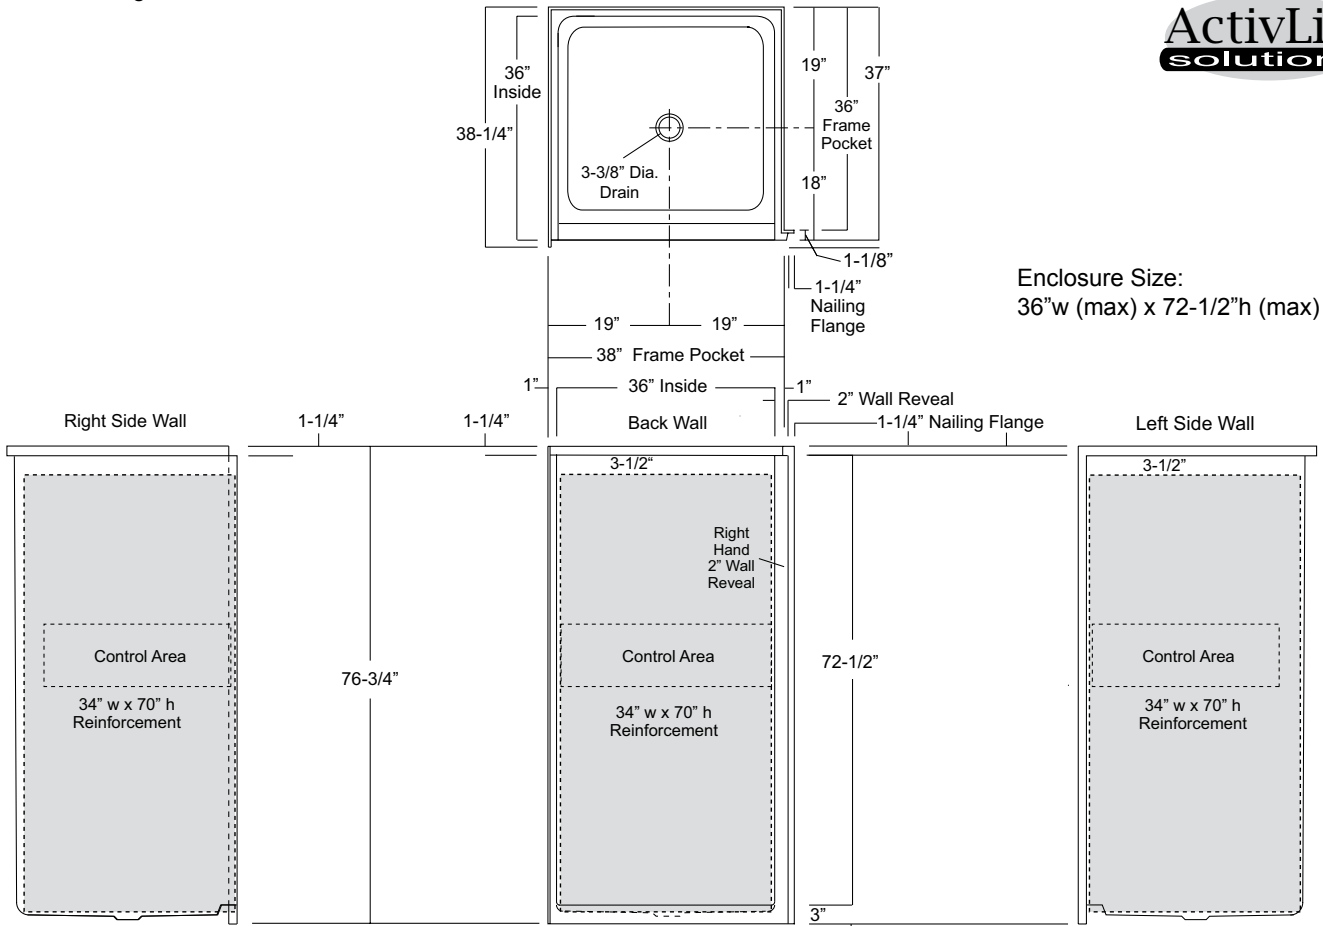 ActivLi
solution
36”
Inside
38-1/4”
19”
37”
36”
Frame
Pocket
18”
3-3/8” Dia.
Drain
1-1/8”
1-1/4”
Nailing
Flange
Enclosure Size:
36”w (max) x 72-1/2”h (max)
19” 19”
38” Frame Pocket
1” 36” Inside 1”
2” Wall Reveal
Right Side Wall 1-1/4” 1-1/4” Back Wall 1-1/4” Nailing Flange Left Side Wall
3-1/2“ 3-1/2”
Right
Hand
2” Wall
Reveal
Control Area Control Area 72-1/2” Control Area
76-3/4”
34” w x 70” h
Reinforcement
34” w x 70” h
Reinforcement
34” w x 70” h
Reinforcement
3”